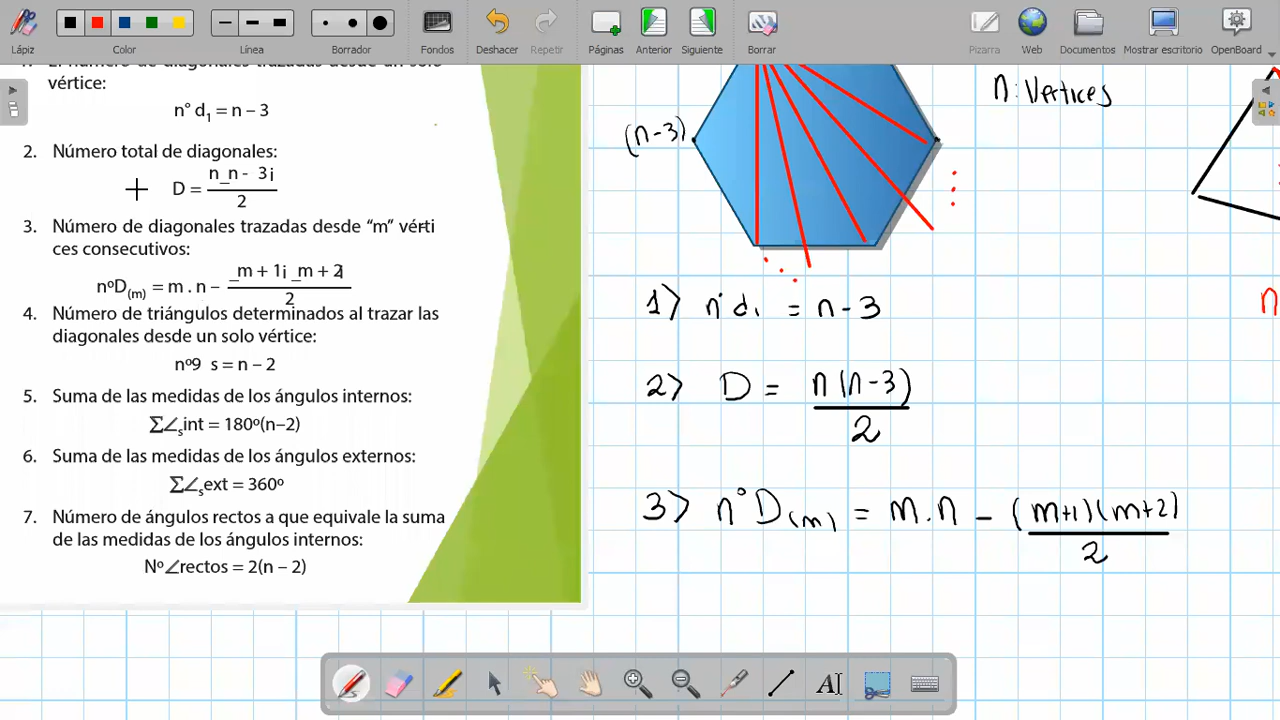 Lápiz
Color
Línea
Borrador
Fondos
Deshacer
Repetir
Páginas
Anterior
Siguiente
Borrar
Pizarra
Web
Documentos
Mostrar escritorio
OpenBoard
vértice:
n° d1 = n – 3
2. Número total de diagonales:
D = n_n - 3i / 2
3. Número de diagonales trazadas desde “m” vérti
ces consecutivos:
nºD(m) = m . n – _m + 1i _m + 2i / 2
4. Número de triángulos determinados al trazar las
diagonales desde un solo vértice:
nº9 s = n – 2
5. Suma de las medidas de los ángulos internos:
∑∠sint = 180º(n–2)
6. Suma de las medidas de los ángulos externos:
∑∠sext = 360º
7. Número de ángulos rectos a que equivale la suma
de las medidas de los ángulos internos:
Nº∠rectos = 2(n – 2)
n : Vertices
(n-3)
1> n° d1 = n - 3
2> D = n(n-3) / 2
3> n° D(m) = m.n - (m+1)(m+2) / 2
n